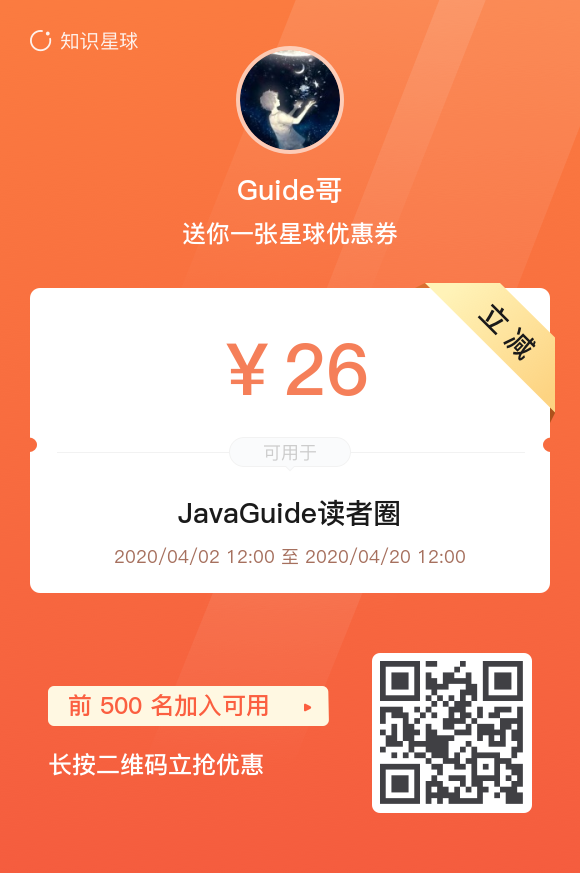 知识星球
Guide哥
送你一张星球优惠券
立减
¥ 26
可用于
JavaGuide读者圈
2020/04/02 12:00 至 2020/04/20 12:00
前 500 名加入可用
长按二维码立抢优惠